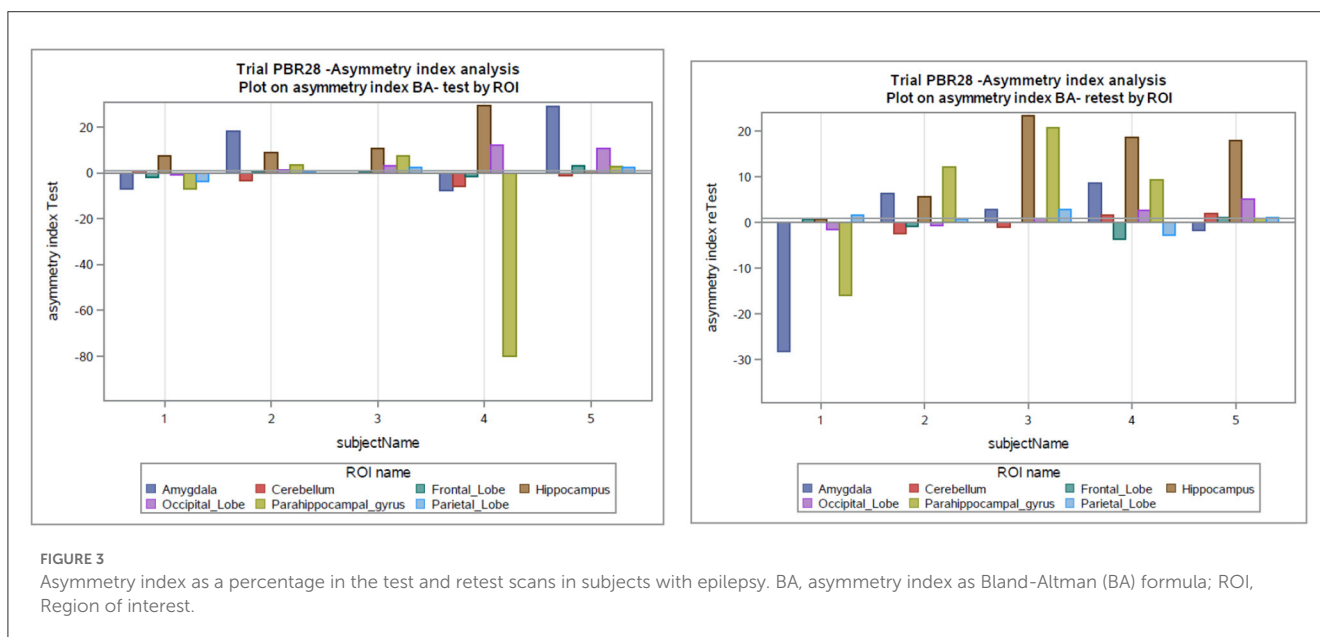 Trial PBR28 -Asymmetry index analysis
Plot on asymmetry index BA- test by ROI
asymmetry index Test
20
0
-20
-40
-60
-80
1 2 3 4 5
subjectName
ROI name
Amygdala Cerebellum Frontal_Lobe Hippocampus
Occipital_Lobe Parahippocampal_gyrus Parietal_Lobe
Trial PBR28 -Asymmetry index analysis
Plot on asymmetry index BA- retest by ROI
asymmetry index reTest
20
10
0
-10
-20
-30
1 2 3 4 5
subjectName
ROI name
Amygdala Cerebellum Frontal_Lobe Hippocampus
Occipital_Lobe Parahippocampal_gyrus Parietal_Lobe
FIGURE 3
Asymmetry index as a percentage in the test and retest scans in subjects with epilepsy. BA, asymmetry index as Bland-Altman (BA) formula; ROI,
Region of interest.